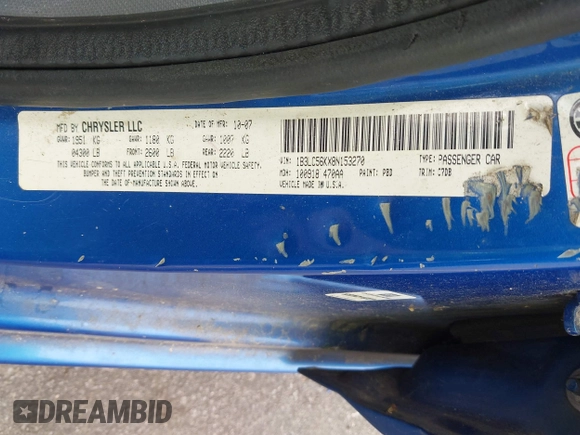 MFD BY CHRYSLER LLC DATE OF MFR 10-07
GVWR: 1951 KG GAWR: 1180 KG GAWR: 1007 KG
04300 LB FRONT: 2600 LB REAR: 2220 LB
THIS VEHICLE CONFORMS TO ALL APPLICABLE U.S.A. FEDERAL MOTOR VEHICLE SAFETY,
BUMPER AND THEFT PREVENTION STANDARDS IN EFFECT ON
THE DATE-OF-MANUFACTURE SHOWN ABOVE.
VIN: 1B3LC56KX8N153270 TYPE: PASSENGER CAR
MDH: 100918 470AA PAINT: PBD TRIM: C7DB
VEHICLE MADE IN U.S.A.
DREAMBID